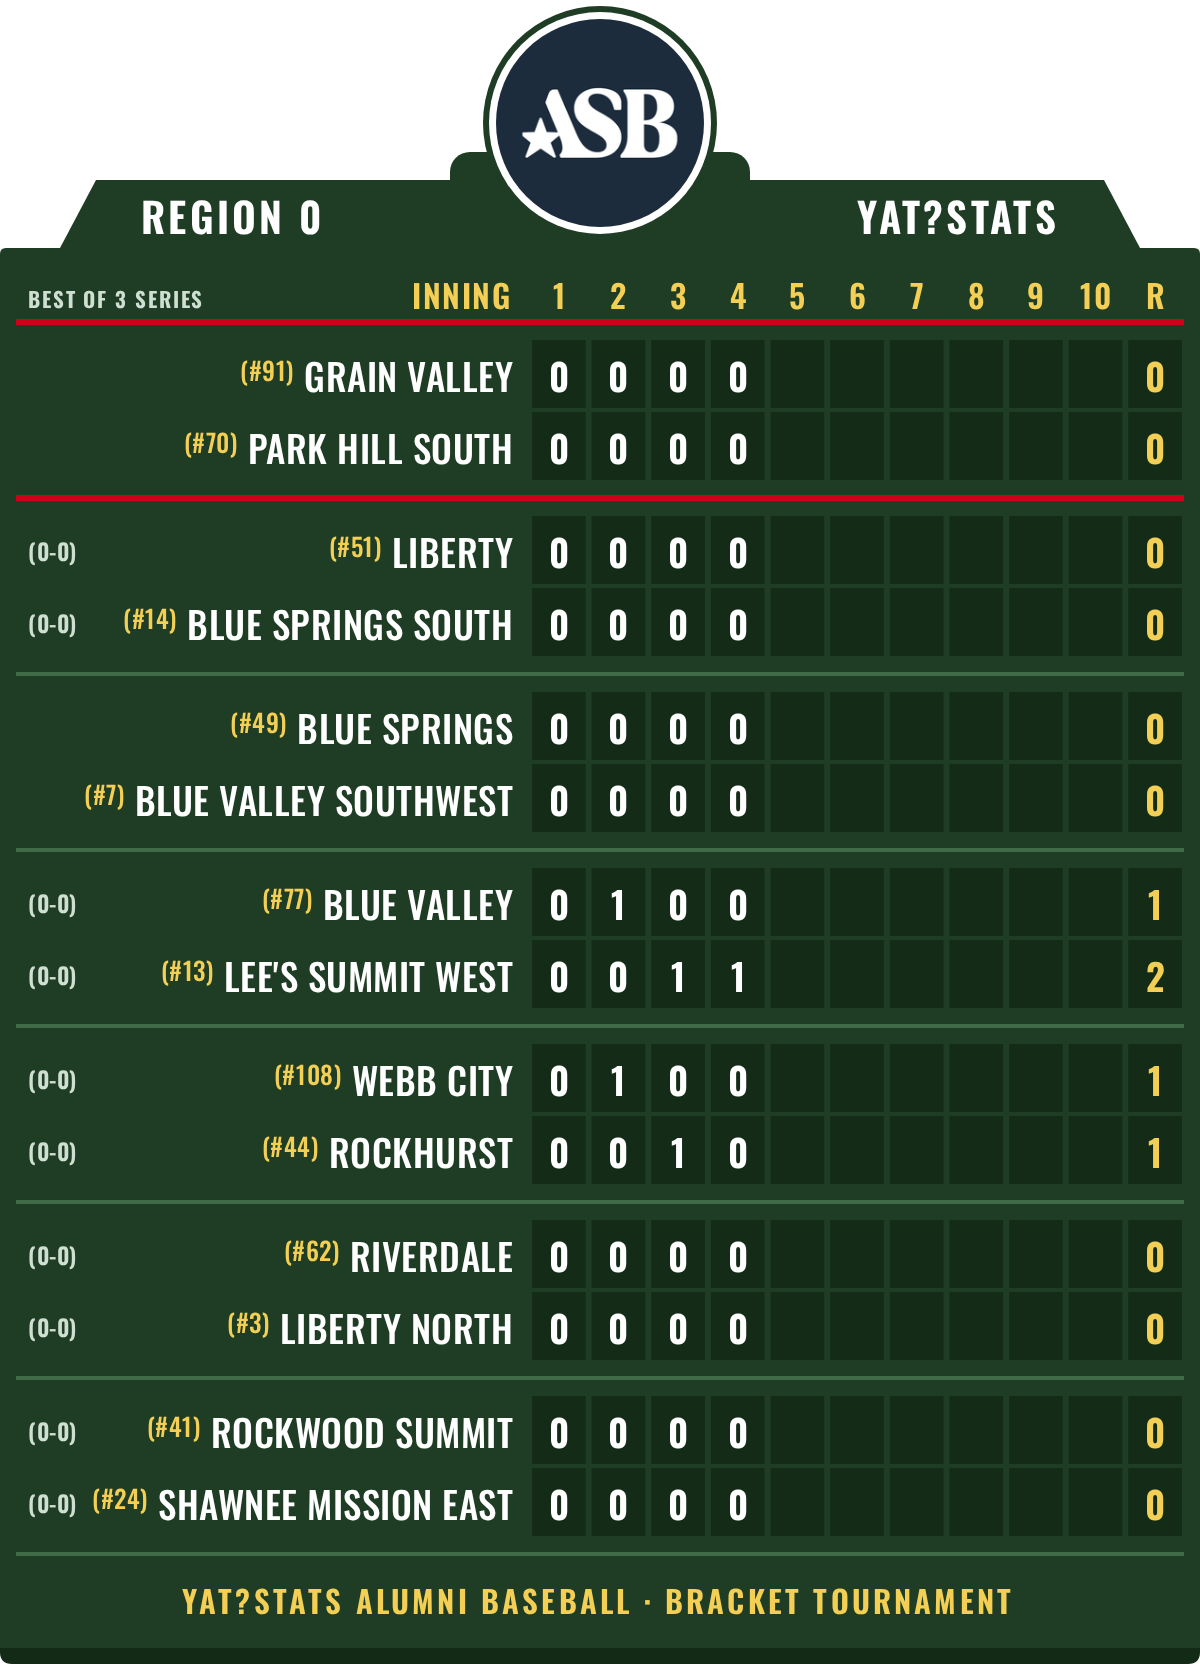 ASB
REGION 0 YAT?STATS
BEST OF 3 SERIES INNING 1 2 3 4 5 6 7 8 9 10 R
(#91) GRAIN VALLEY 0 0 0 0 0
(#70) PARK HILL SOUTH 0 0 0 0 0
(0-0) (#51) LIBERTY 0 0 0 0 0
(0-0) (#14) BLUE SPRINGS SOUTH 0 0 0 0 0
(#49) BLUE SPRINGS 0 0 0 0 0
(#7) BLUE VALLEY SOUTHWEST 0 0 0 0 0
(0-0) (#77) BLUE VALLEY 0 1 0 0 1
(0-0) (#13) LEE'S SUMMIT WEST 0 0 1 1 2
(0-0) (#108) WEBB CITY 0 1 0 0 1
(0-0) (#44) ROCKHURST 0 0 1 0 1
(0-0) (#62) RIVERDALE 0 0 0 0 0
(0-0) (#3) LIBERTY NORTH 0 0 0 0 0
(0-0) (#41) ROCKWOOD SUMMIT 0 0 0 0 0
(0-0) (#24) SHAWNEE MISSION EAST 0 0 0 0 0
YAT?STATS ALUMNI BASEBALL · BRACKET TOURNAMENT